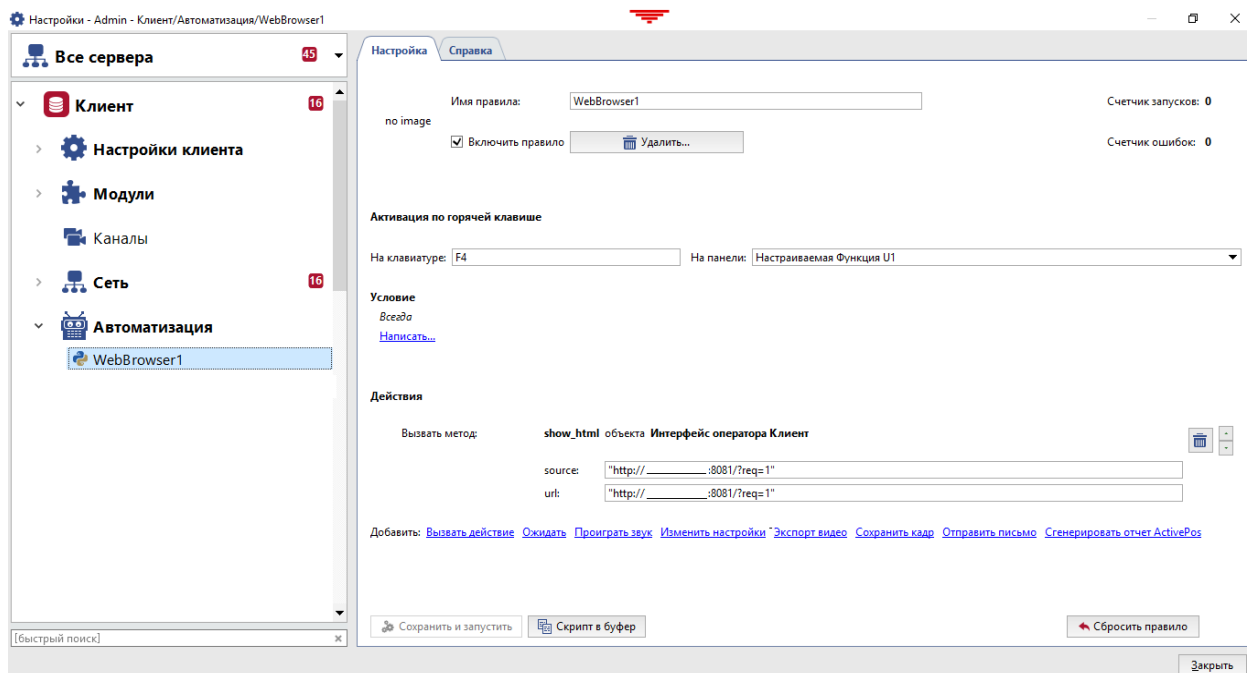 Настройки - Admin - Клиент/Автоматизация/WebBrowser1
Все сервера 45
Клиент 16
Настройки клиента
Модули
Каналы
Сеть 16
Автоматизация
WebBrowser1
[быстрый поиск]
Настройка Справка
no image
Имя правила: WebBrowser1
Счетчик запусков: 0
Включить правило Удалить...
Счетчик ошибок: 0
Активация по горячей клавише
На клавиатуре: F4 На панели: Настраиваемая Функция U1
Условие
Всегда
Написать...
Действия
Вызвать метод: show_html объекта Интерфейс оператора Клиент
source: "http:// __________ :8081/?req=1"
url: "http:// __________ :8081/?req=1"
Добавить: Вызвать действие Ожидать Проиграть звук Изменить настройки Экспорт видео Сохранить кадр Отправить письмо Сгенерировать отчет ActivePos
Сохранить и запустить Скрипт в буфер Сбросить правило
Закрыть